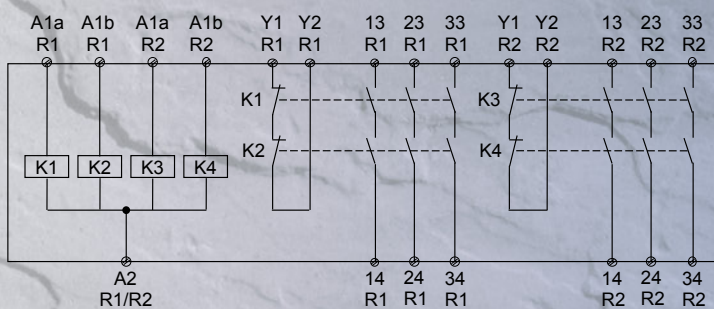 A1a A1b A1a A1b Y1 Y2 13 23 33 Y1 Y2 13 23 33
R1 R1 R2 R2 R1 R1 R1 R1 R1 R2 R2 R2 R2 R2
K1 K3
K2 K4
K1 K2 K3 K4
A2 14 24 34 14 24 34
R1/R2 R1 R1 R1 R2 R2 R2